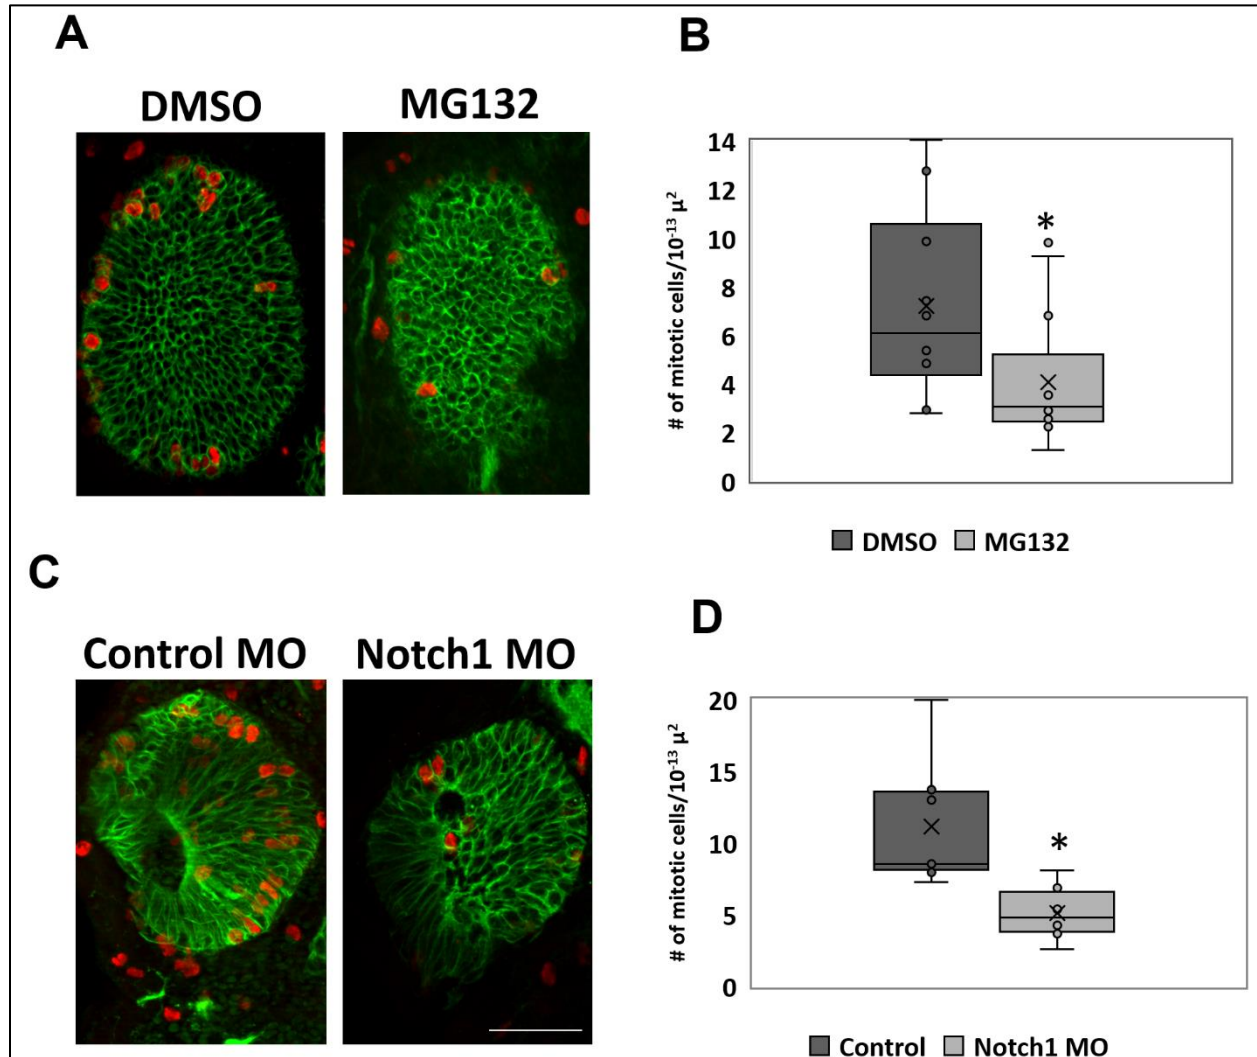 A
DMSO MG132
B
# of mitotic cells/10⁻¹³ µ²
14
12
10
8
6
4
2
0
*
DMSO MG132
C
Control MO Notch1 MO
D
# of mitotic cells/10⁻¹³ µ²
20
15
10
5
0
*
Control Notch1 MO